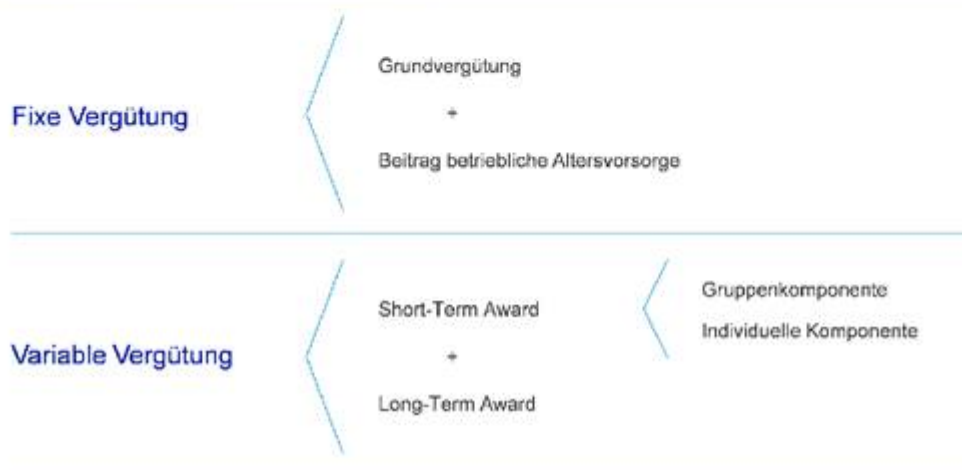 Grundvergütung
Fixe Vergütung
+
Beitrag betriebliche Altersvorsorge
Gruppenkomponente
Short-Term Award
Individuelle Komponente
Variable Vergütung
+
Long-Term Award